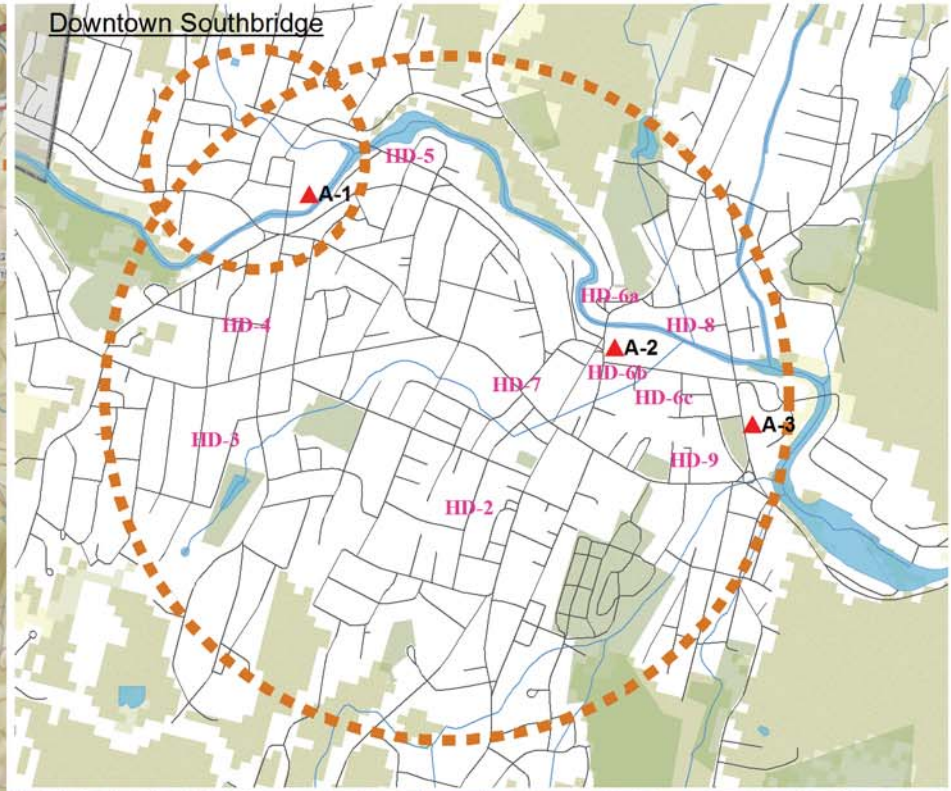 Downtown Southbridge
HD-5
A-1
HD-6a
HD-4
HD-8
A-2
HD-6b
HD-7
HD-6c
A-3
HD-3
HD-9
HD-2